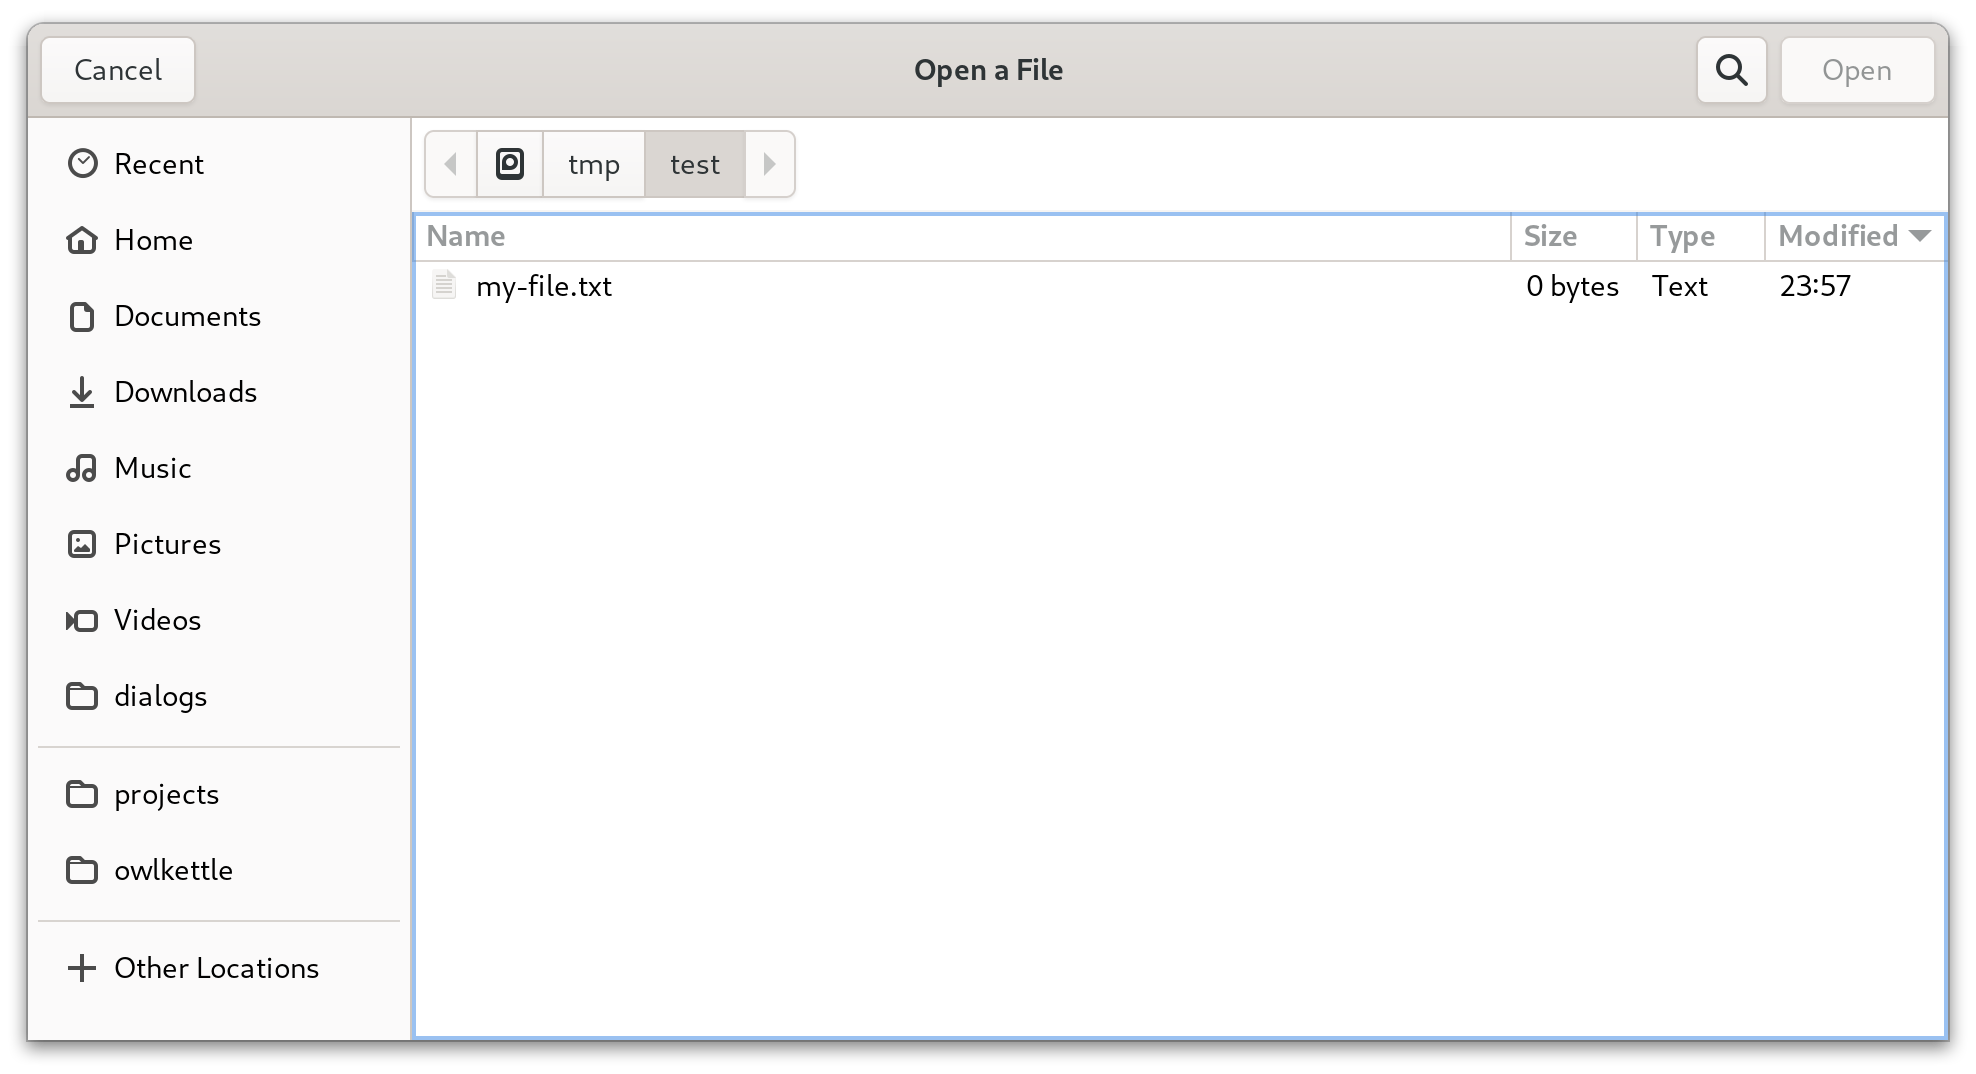 Cancel
Open a File
Open
Recent
Home
Documents
Downloads
Music
Pictures
Videos
dialogs
projects
owlkettle
Other Locations
tmp test
Name Size Type Modified
my-file.txt 0 bytes Text 23:57